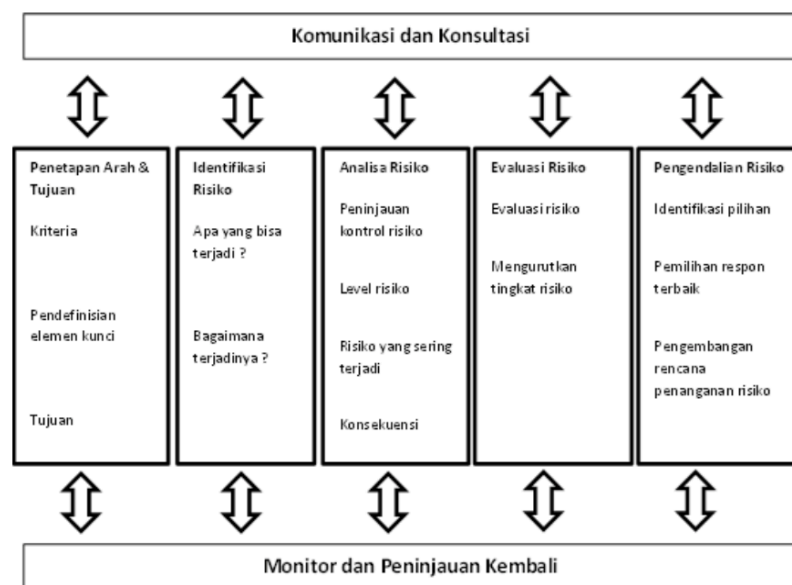 Komunikasi dan Konsultasi
Penetapan Arah &
Tujuan
Kriteria
Pendefinisian
elemen kunci
Tujuan
Identifikasi
Risiko
Apa yang bisa
terjadi ?
Bagaimana
terjadinya ?
Analisa Risiko
Peninjauan
kontrol risiko
Level risiko
Risiko yang sering
terjadi
Konsekuensi
Evaluasi Risiko
Evaluasi risiko
Mengurutkan
tingkat risiko
Pengendalian Risiko
Identifikasi pilihan
Pemilihan respon
terbaik
Pengembangan
rencana
penanganan risiko
Monitor dan Peninjauan Kembali